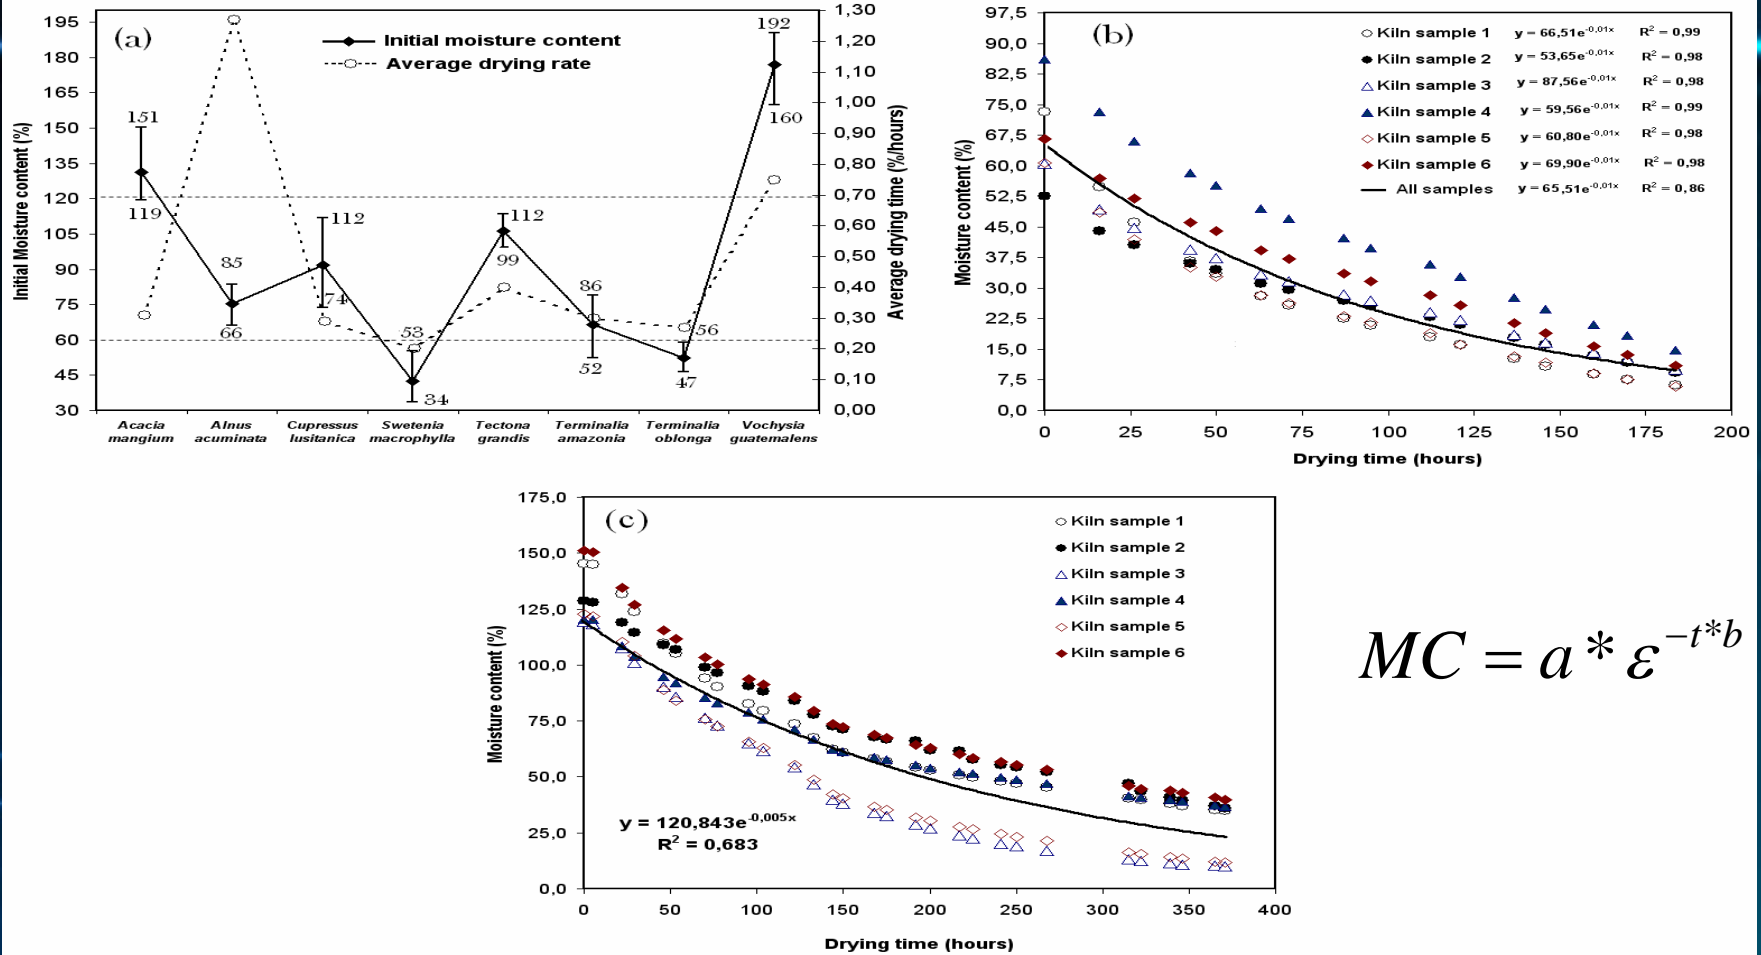 (a)
Initial moisture content
Average drying rate
Initial Moisture content (%)
195
180
165
150
135
120
105
90
75
60
45
30
151
119
85
66
112
74
53
34
112
99
86
52
56
47
192
160
1,30
1,20
1,10
1,00
0,90
0,80
0,70
0,60
0,50
0,40
0,30
0,20
0,10
0,00
Average drying time (%/hours)
Acacia mangium
Alnus acuminata
Cupressus lusitanica
Swetenia macrophylla
Tectona grandis
Terminalia amazonia
Terminalia oblonga
Vochysia guatemalens
(b)
Moisture content (%)
97,5
90,0
82,5
75,0
67,5
60,0
52,5
45,0
37,5
30,0
22,5
15,0
7,5
0,0
Kiln sample 1 y = 66,51e^-0,01x R² = 0,99
Kiln sample 2 y = 53,65e^-0,01x R² = 0,98
Kiln sample 3 y = 87,56e^-0,01x R² = 0,98
Kiln sample 4 y = 59,56e^-0,01x R² = 0,99
Kiln sample 5 y = 60,80e^-0,01x R² = 0,98
Kiln sample 6 y = 69,90e^-0,01x R² = 0,98
All samples y = 65,51e^-0,01x R² = 0,86
0 25 50 75 100 125 150 175 200
Drying time (hours)
(c)
Moisture content (%)
175,0
150,0
125,0
100,0
75,0
50,0
25,0
0,0
Kiln sample 1
Kiln sample 2
Kiln sample 3
Kiln sample 4
Kiln sample 5
Kiln sample 6
y = 120,843e^-0,005x
R² = 0,683
0 50 100 150 200 250 300 350 400
Drying time (hours)
MC = a * ε^−t*b